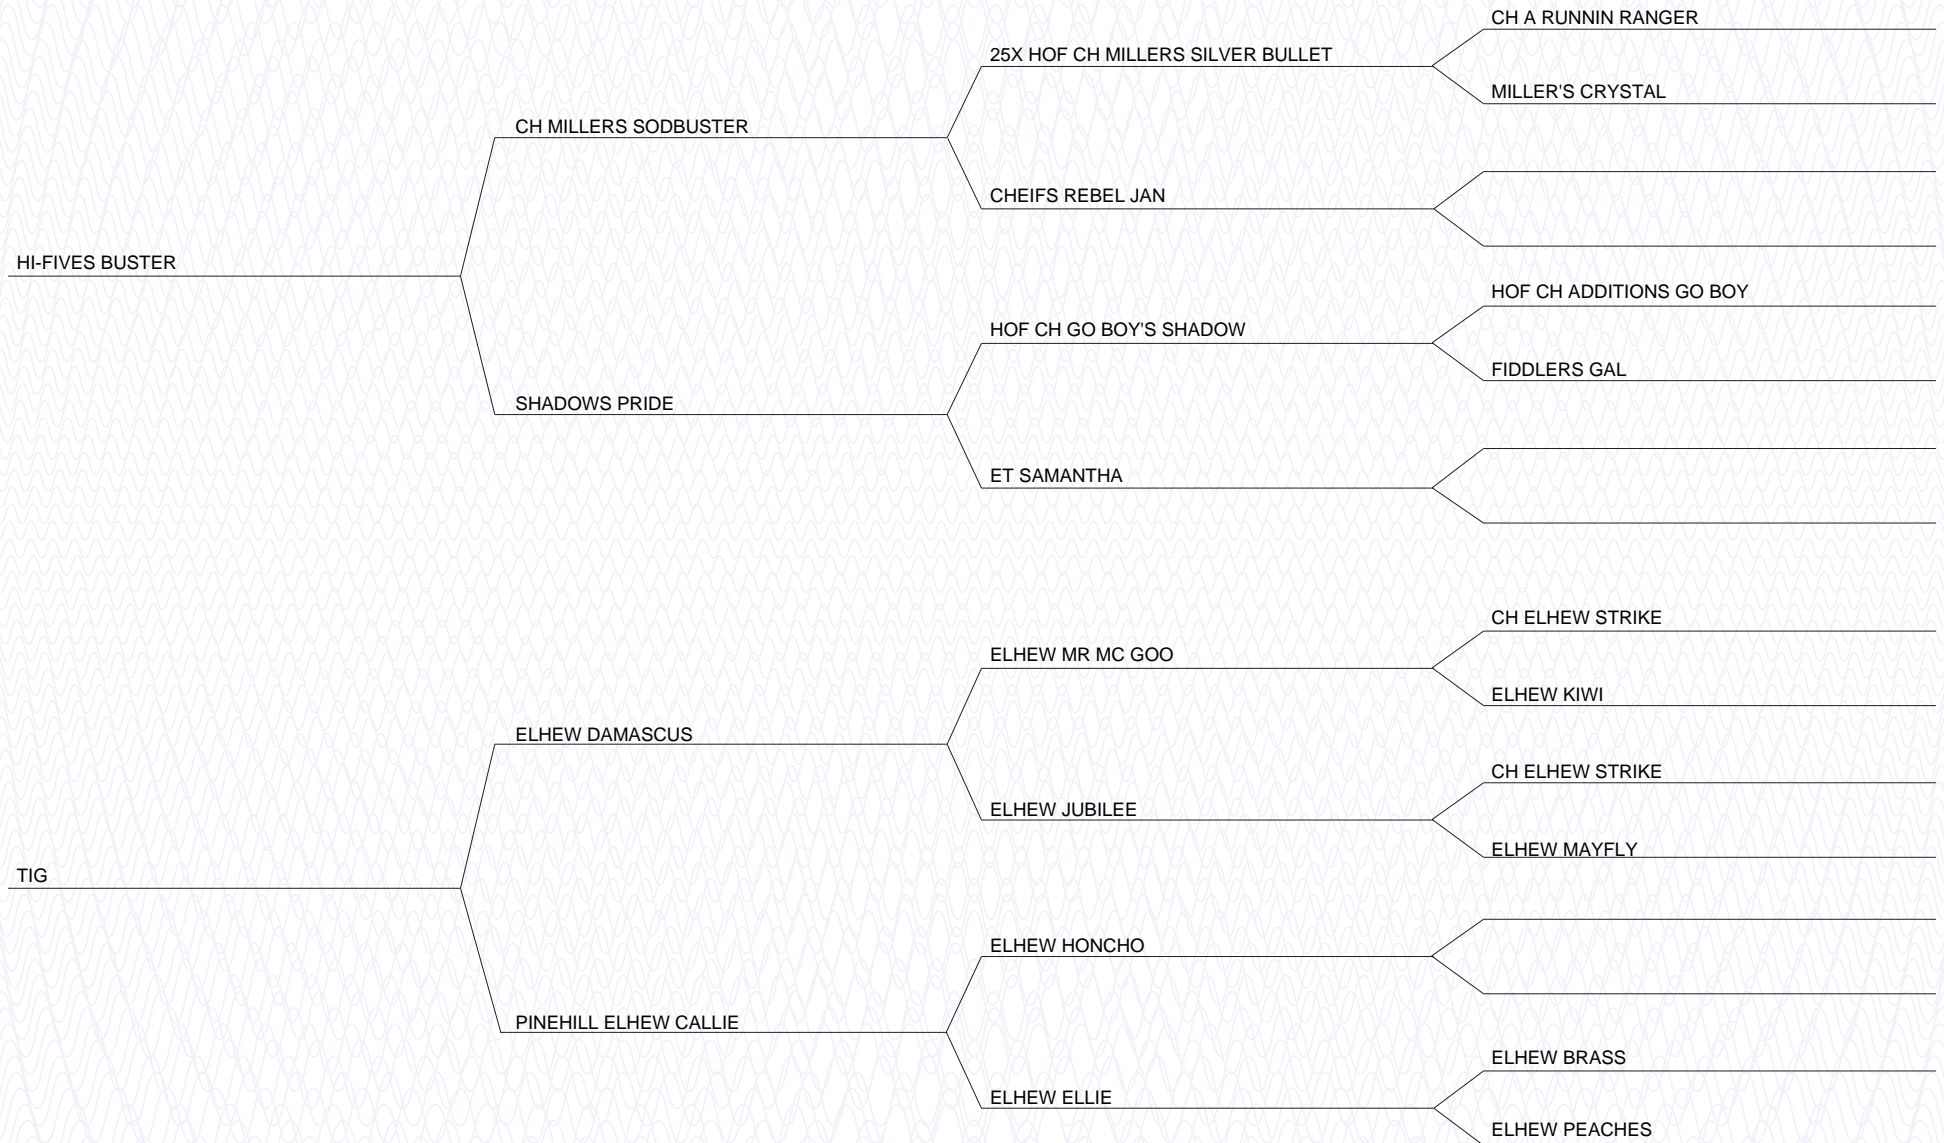 CH A RUNNIN RANGER
25X HOF CH MILLERS SILVER BULLET
MILLER'S CRYSTAL
CH MILLERS SODBUSTER
CHEIFS REBEL JAN
HI-FIVES BUSTER
HOF CH ADDITIONS GO BOY
HOF CH GO BOY'S SHADOW
FIDDLERS GAL
SHADOWS PRIDE
ET SAMANTHA
CH ELHEW STRIKE
ELHEW MR MC GOO
ELHEW KIWI
ELHEW DAMASCUS
CH ELHEW STRIKE
ELHEW JUBILEE
ELHEW MAYFLY
TIG
ELHEW HONCHO
PINEHILL ELHEW CALLIE
ELHEW BRASS
ELHEW ELLIE
ELHEW PEACHES